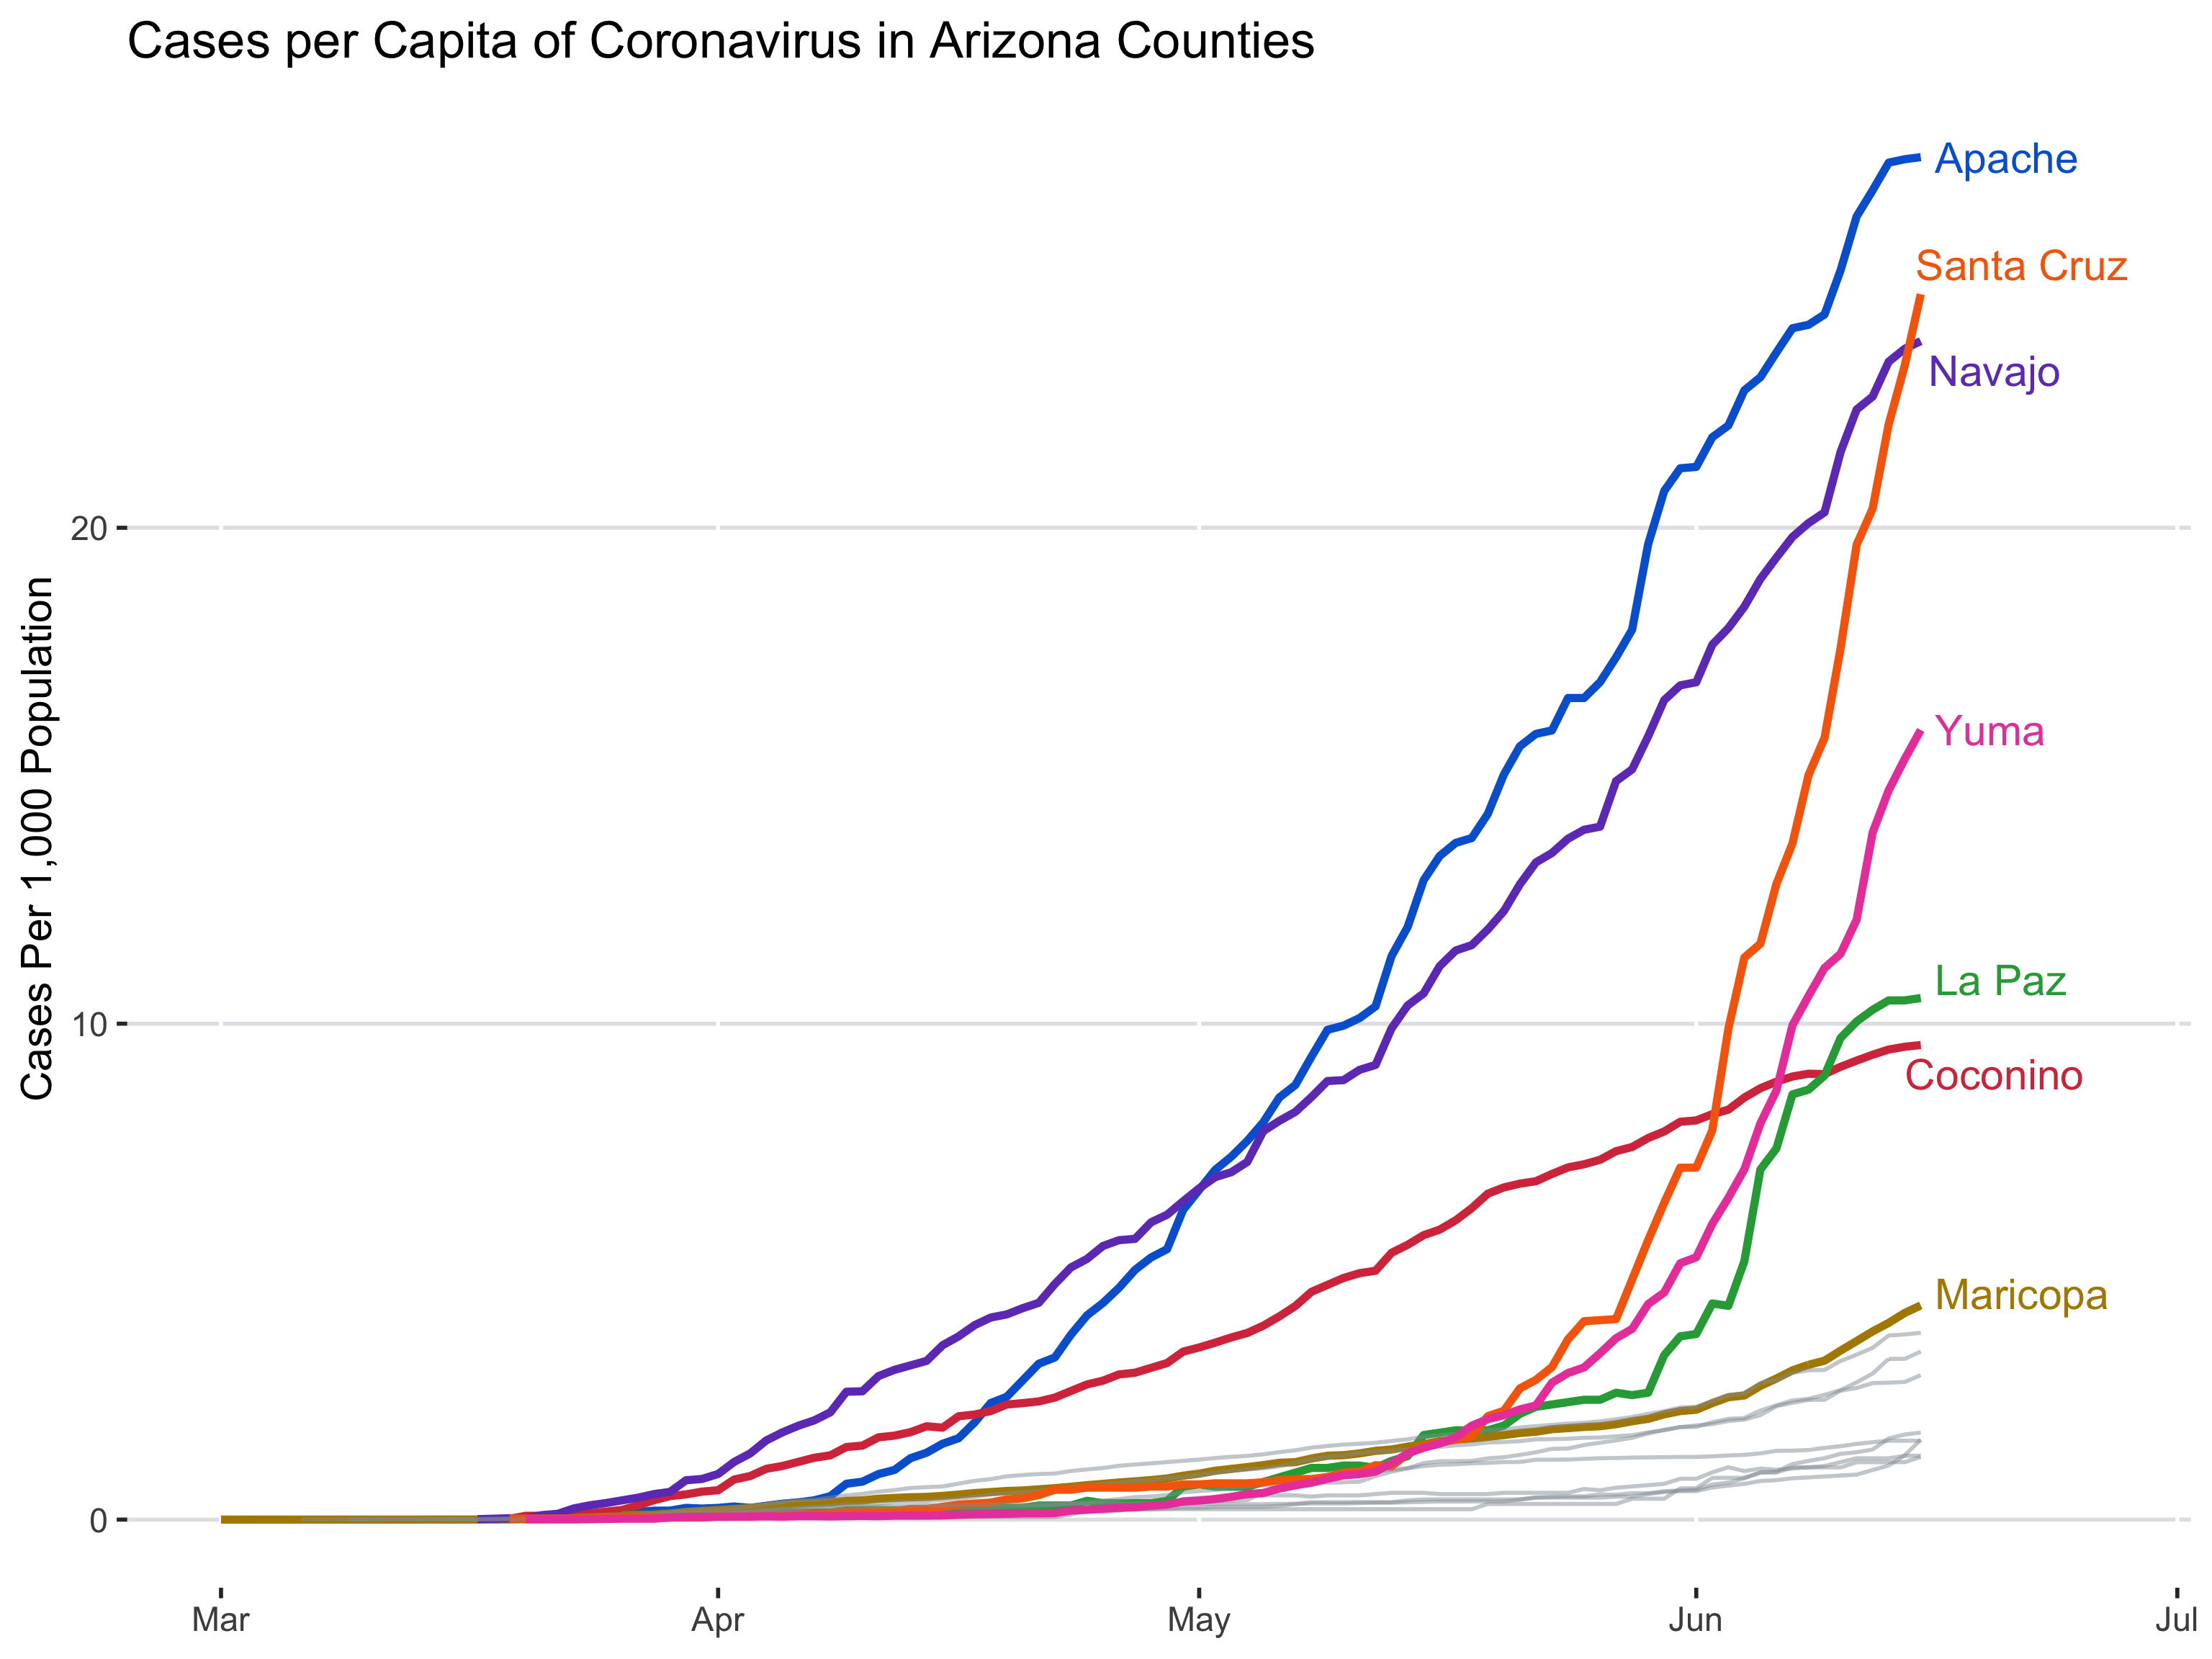 Cases per Capita of Coronavirus in Arizona Counties
Apache
Santa Cruz
Navajo
20
Yuma
La Paz
10
Coconino
Maricopa
0
Cases Per 1,000 Population
Mar
Apr
May
Jun
Jul